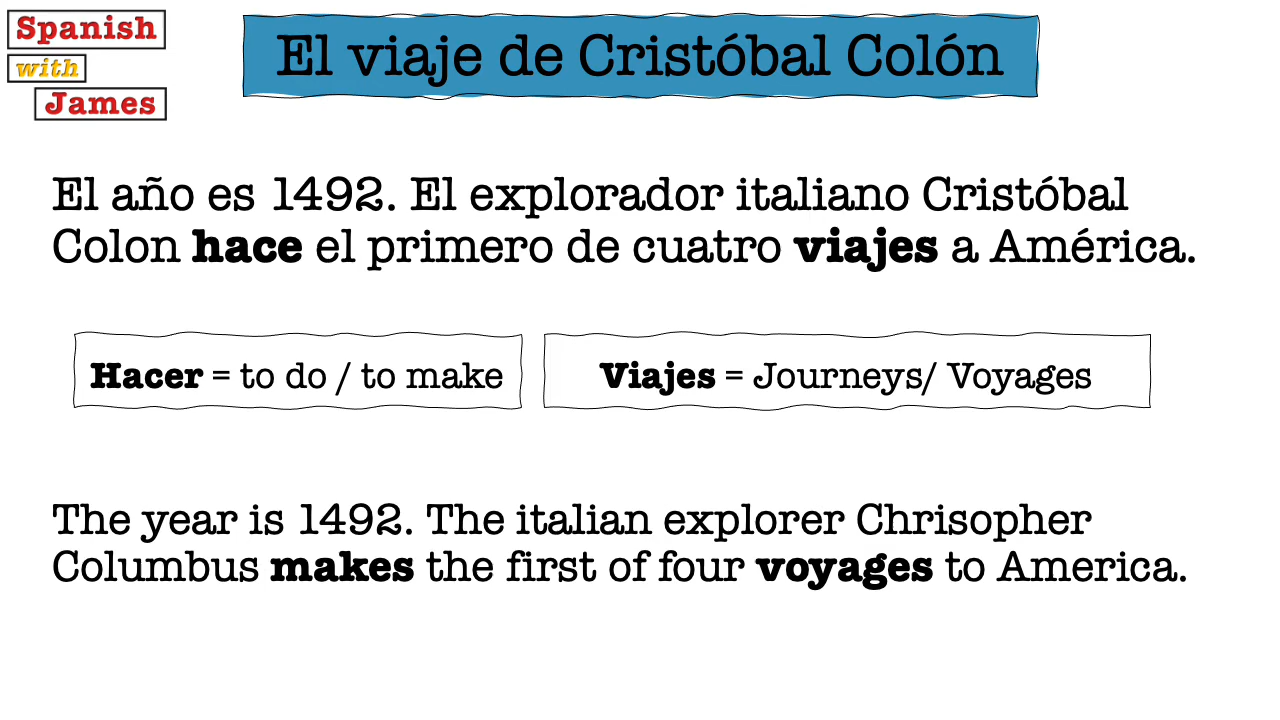 Spanish
with
James
El viaje de Cristóbal Colón
El año es 1492. El explorador italiano Cristóbal
Colon hace el primero de cuatro viajes a América.
Hacer = to do / to make
Viajes = Journeys/ Voyages
The year is 1492. The italian explorer Chrisopher
Columbus makes the first of four voyages to America.